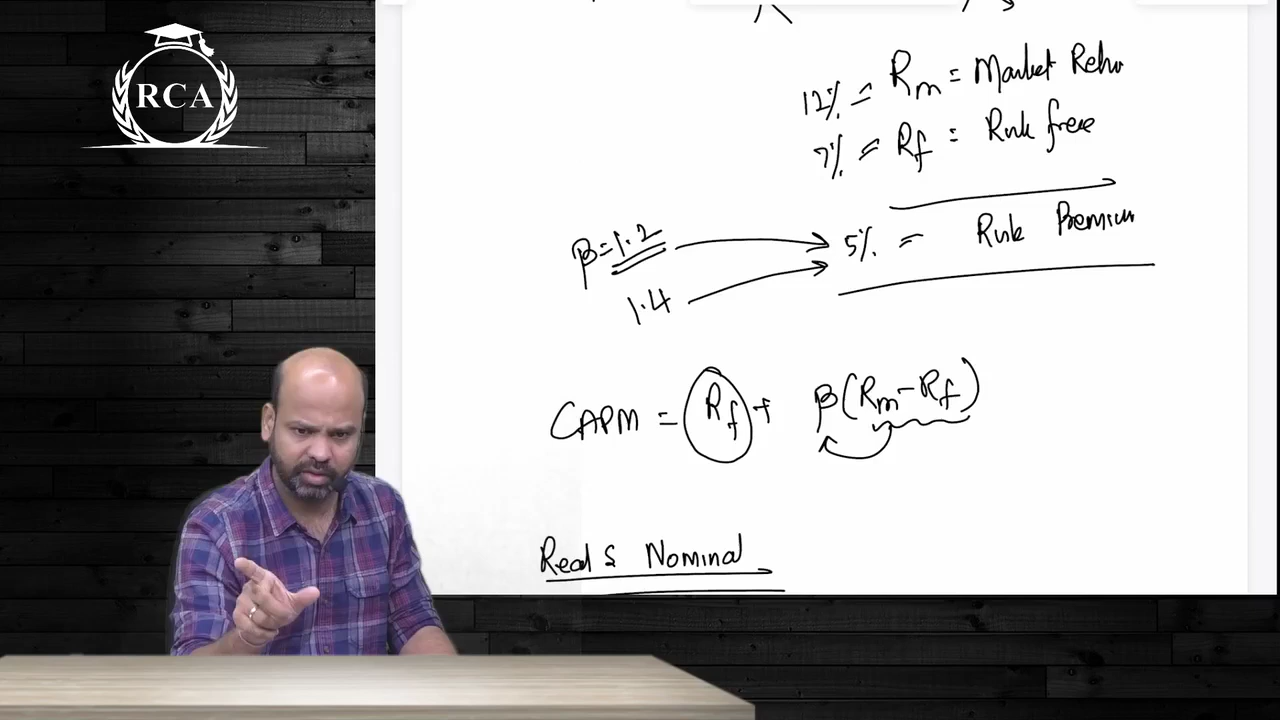 RCA
12% = Rm = Market Retur
7% = Rf = Risk free
5% = Risk Premium
β = 1.2
1.4
CAPM = Rf + β(Rm - Rf)
Real & Nominal